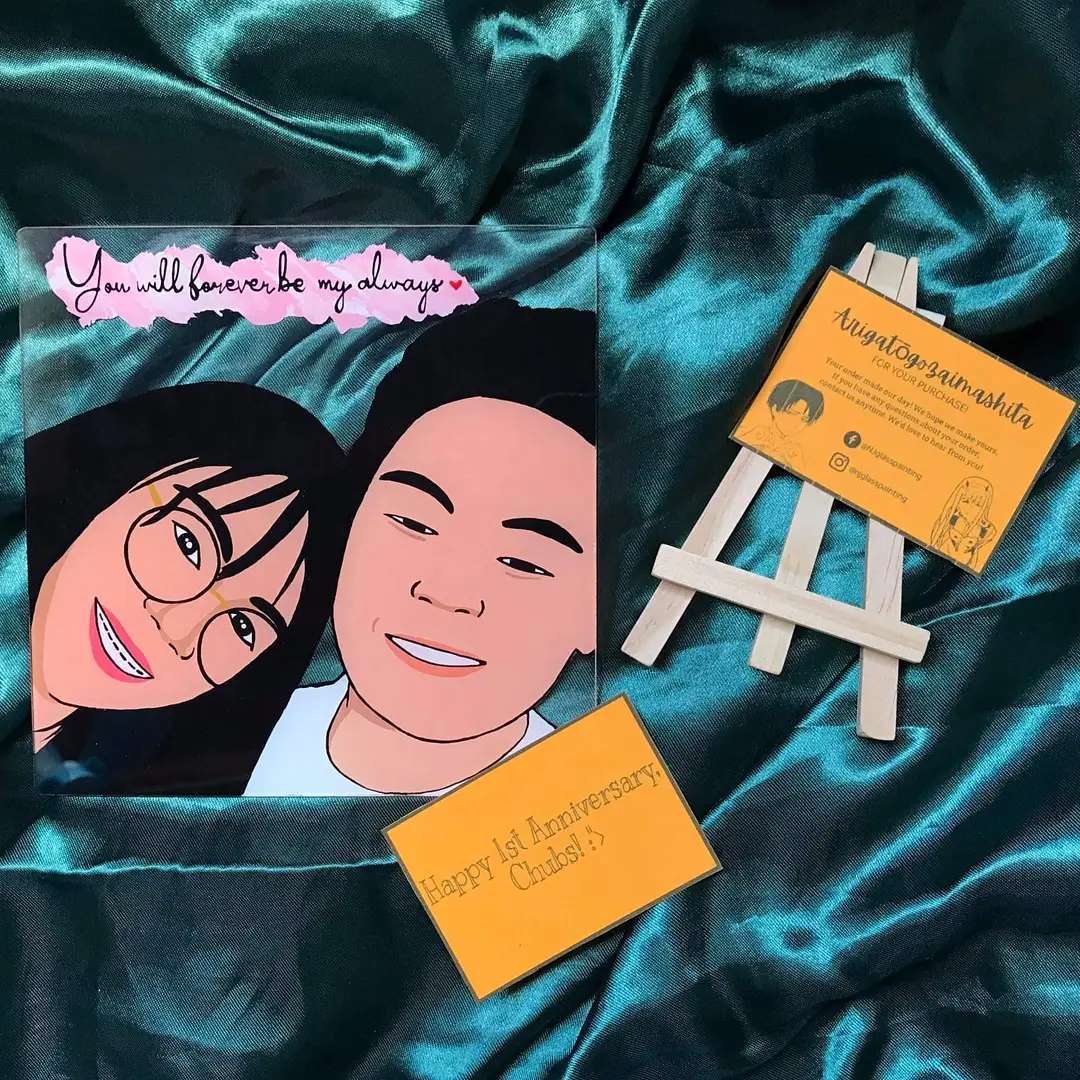 You will forever be my always
Arigatōgozaimashita
FOR YOUR PURCHASE!
Your order made our day! We hope we make yours.
If you have any questions about your order,
contact us anytime. We'd love to hear from you!
@njglasspainting
@njglasspainting
Happy 1st Anniversary,
Chubs! :>